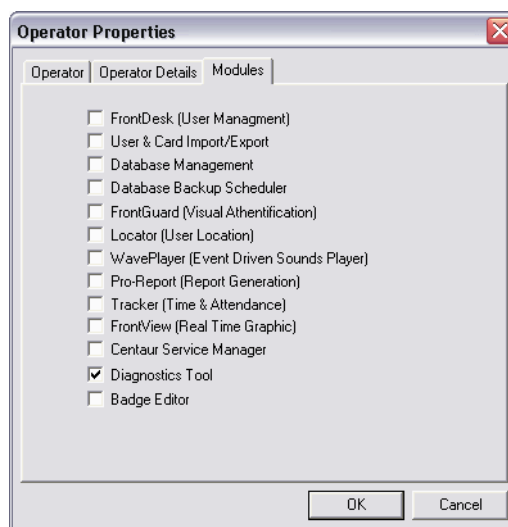 Operator Properties
Operator Operator Details Modules
FrontDesk (User Managment)
User & Card Import/Export
Database Management
Database Backup Scheduler
FrontGuard (Visual Athentification)
Locator (User Location)
WavePlayer (Event Driven Sounds Player)
Pro-Report (Report Generation)
Tracker (Time & Attendance)
FrontView (Real Time Graphic)
Centaur Service Manager
Diagnostics Tool
Badge Editor
OK Cancel